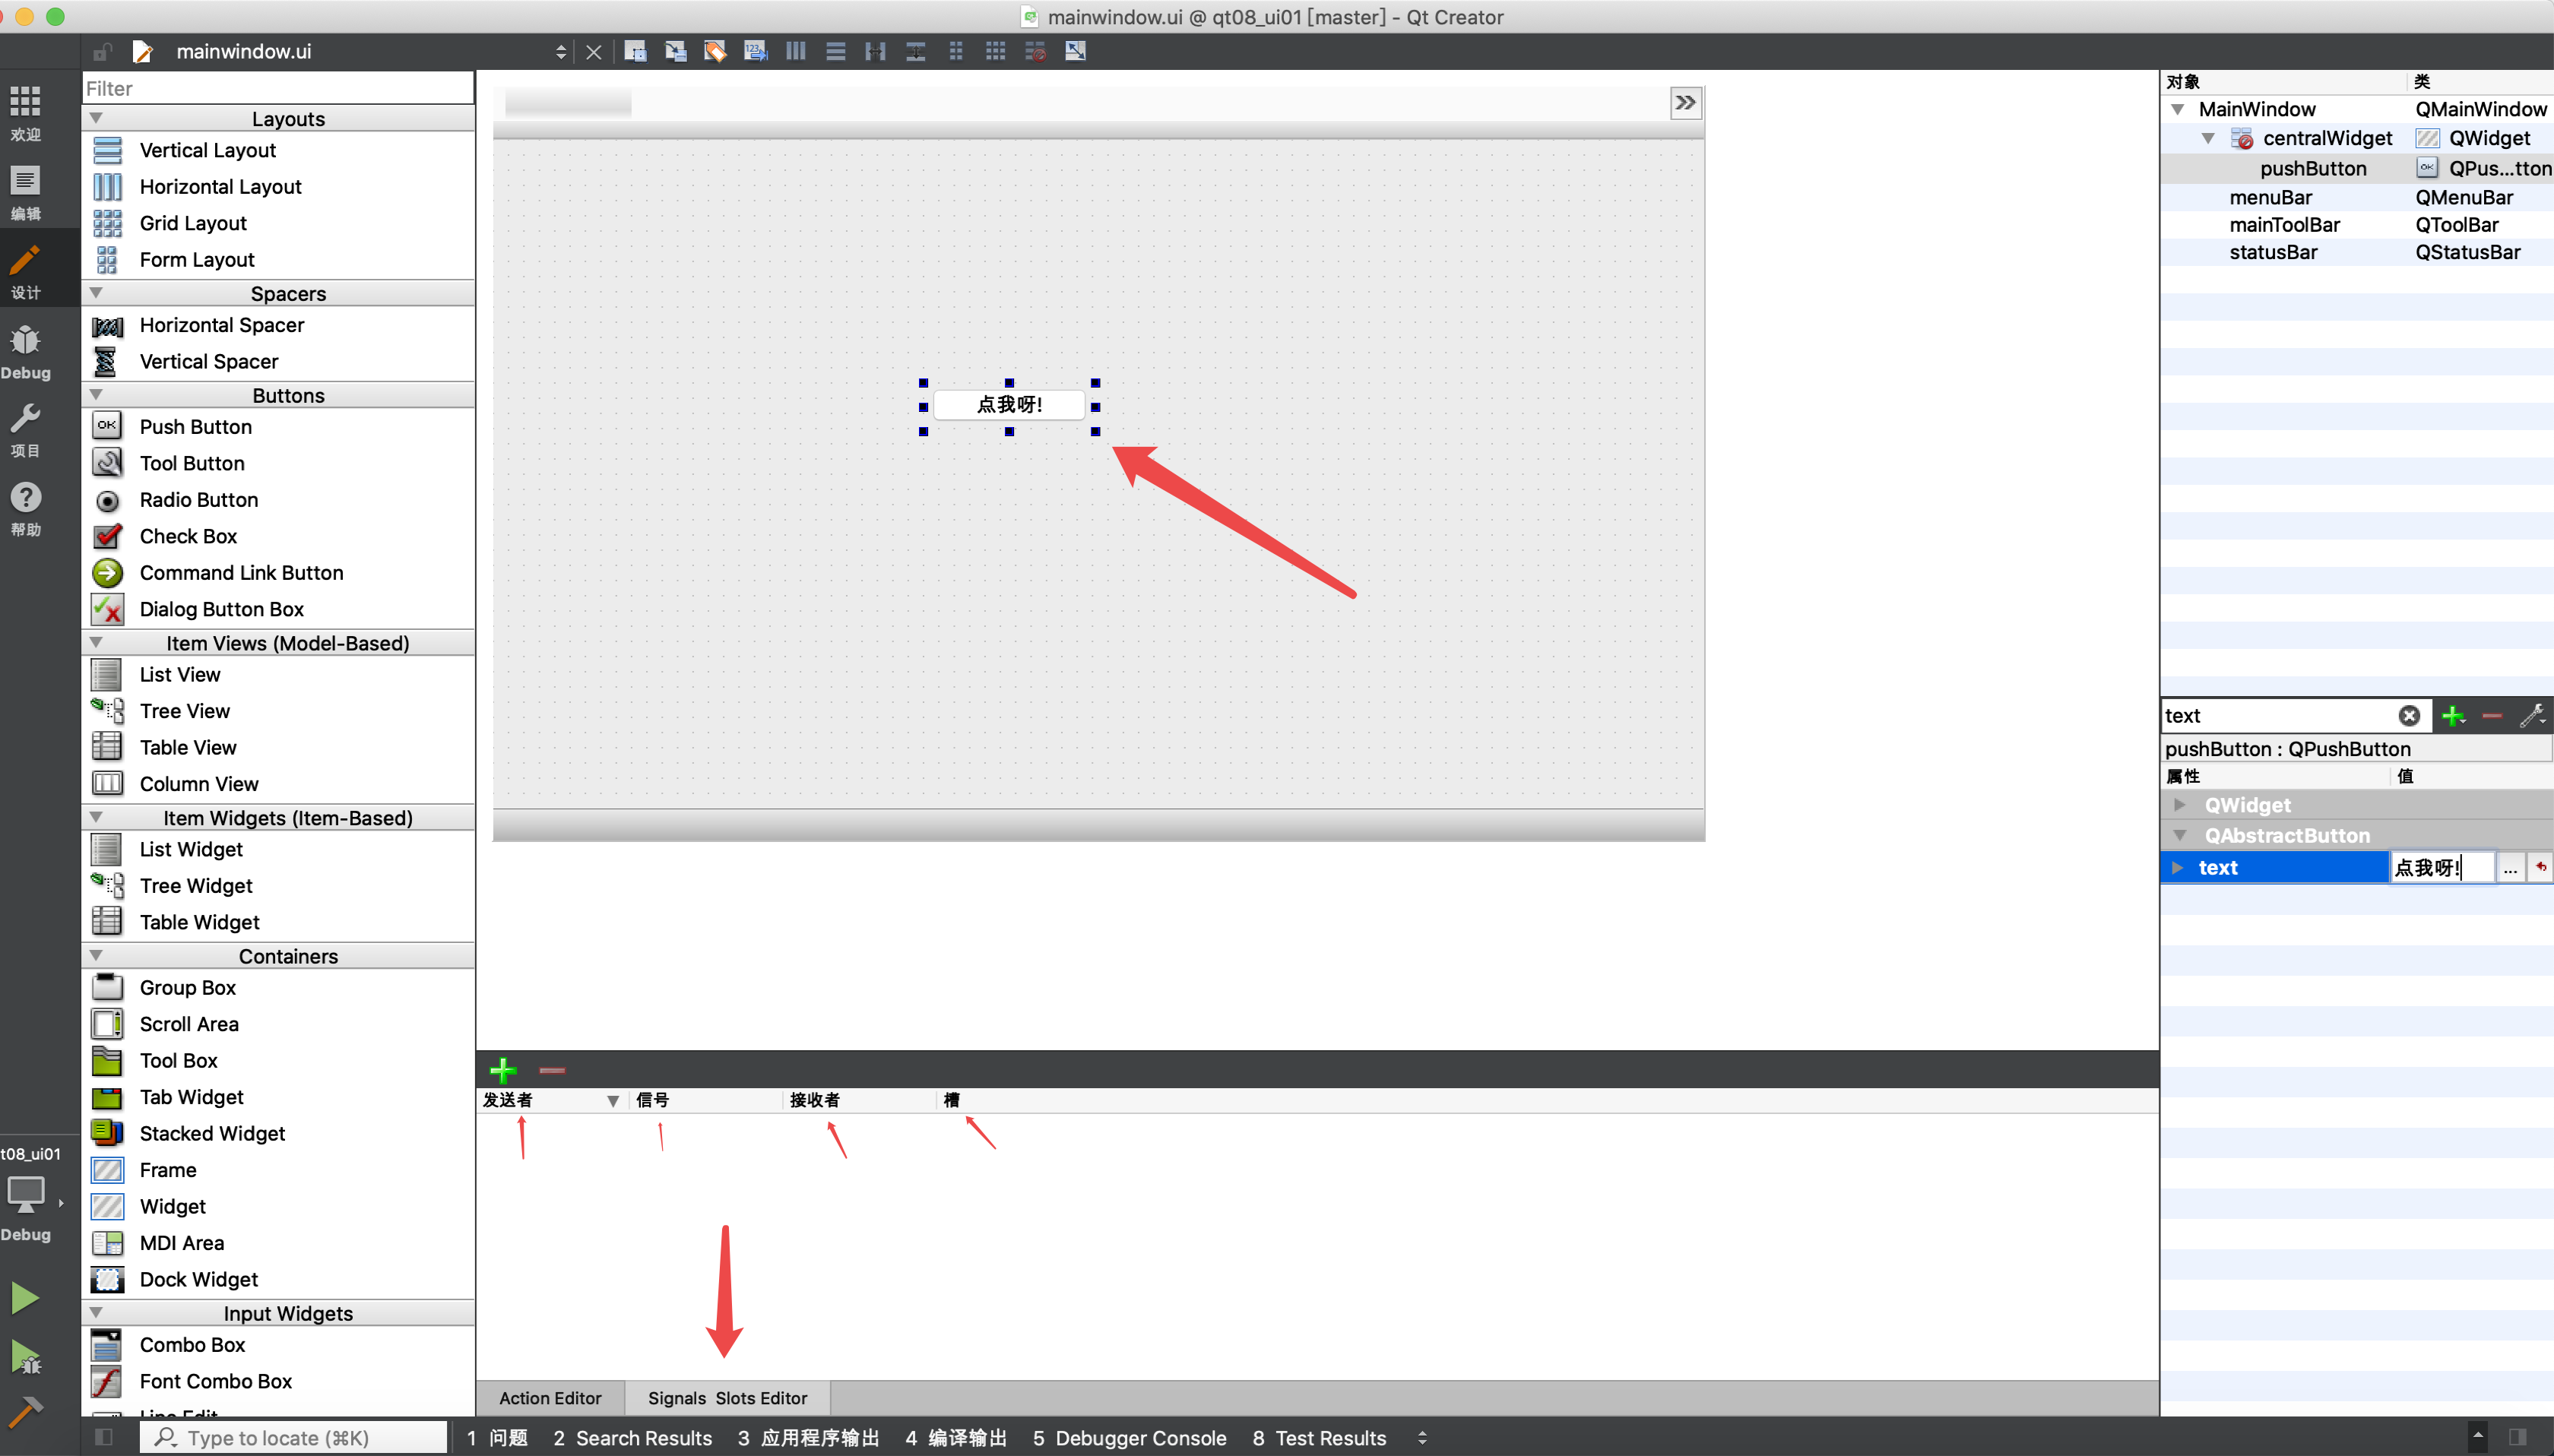 mainwindow.ui @ qt08_ui01 [master] - Qt Creator
mainwindow.ui
欢迎
编辑
设计
Debug
项目
帮助
t08_ui01
Debug
Filter
Layouts
Vertical Layout
Horizontal Layout
Grid Layout
Form Layout
Spacers
Horizontal Spacer
Vertical Spacer
Buttons
OK
Push Button
Tool Button
Radio Button
Check Box
Command Link Button
Dialog Button Box
Item Views (Model-Based)
List View
Tree View
Table View
Column View
Item Widgets (Item-Based)
List Widget
Tree Widget
Table Widget
Containers
Group Box
Scroll Area
Tool Box
Tab Widget
Stacked Widget
Frame
Widget
MDI Area
Dock Widget
Input Widgets
Combo Box
Font Combo Box
Line Edit
点我呀!
发送者 信号 接收者 槽
Action Editor Signals Slots Editor
对象 类
MainWindow QMainWindow
centralWidget QWidget
pushButton QPus...tton
menuBar QMenuBar
mainToolBar QToolBar
statusBar QStatusBar
text
pushButton : QPushButton
属性 值
QWidget
QAbstractButton
text 点我呀! ...
Type to locate (⌘K) 1 问题 2 Search Results 3 应用程序输出 4 编译输出 5 Debugger Console 8 Test Results